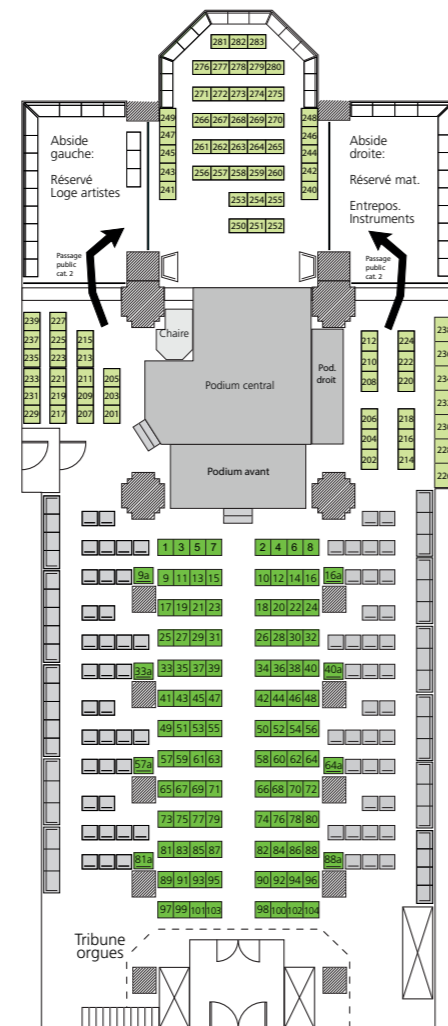 281 282 283
276 277 278 279 280
271 272 273 274 275
249 266 267 268 269 270 248
247 246
245 261 262 263 264 265 244
243 242
241 256 257 258 259 260 240
253 254 255
250 251 252
Abside
gauche:
Réservé
Loge artistes
Abside
droite:
Réservé mat.
Entrepos.
Instruments
Passage
public
cat. 2
Passage
public
cat. 2
239 227
237 225 215
235 223 213
233 221 211 205
231 219 209 203
229 217 207 201
Chaire
Podium central
Pod.
droit
Podium avant
212 224
210 222
208 220
206 218
204 216
202 214
1 3 5 7 2 4 6 8
9a 9 11 13 15 10 12 14 16 16a
17 19 21 23 18 20 22 24
25 27 29 31 26 28 30 32
33a 33 35 37 39 34 36 38 40 40a
41 43 45 47 42 44 46 48
49 51 53 55 50 52 54 56
57a 57 59 61 63 58 60 62 64 64a
65 67 69 71 66 68 70 72
73 75 77 79 74 76 78 80
81a 81 83 85 87 82 84 86 88 88a
89 91 93 95 90 92 94 96
97 99 101 103 98 100 102 104
Tribune
orgues